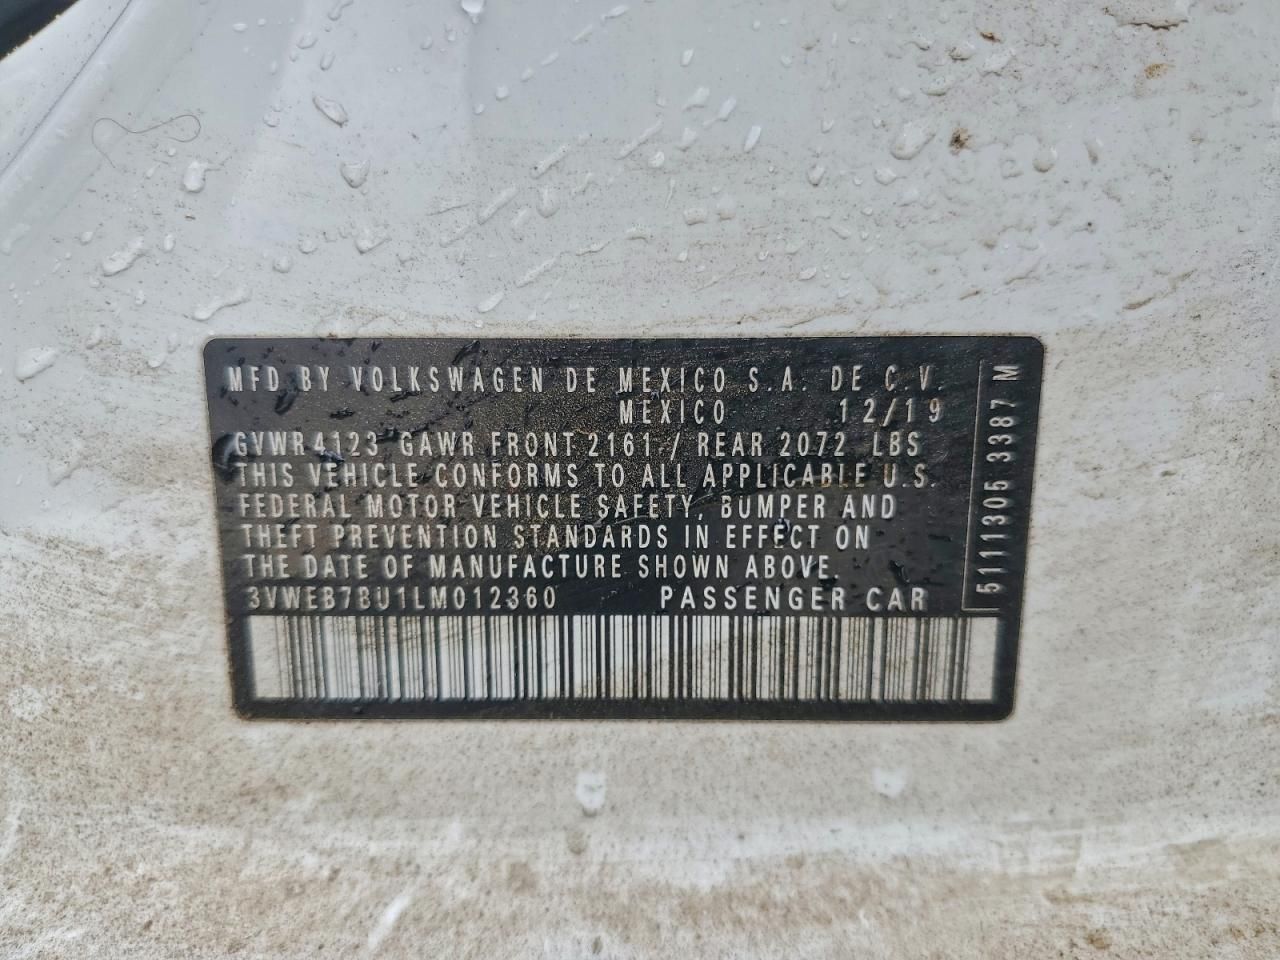 MFD BY VOLKSWAGEN DE MEXICO S.A. DE C.V.
MEXICO 12/19
GVWR 4123 GAWR FRONT 2161 / REAR 2072 LBS
THIS VEHICLE CONFORMS TO ALL APPLICABLE U.S.
FEDERAL MOTOR VEHICLE SAFETY, BUMPER AND
THEFT PREVENTION STANDARDS IN EFFECT ON
THE DATE OF MANUFACTURE SHOWN ABOVE.
3VWEB7BU1LM012360 PASSENGER CAR
5111305 3387 M